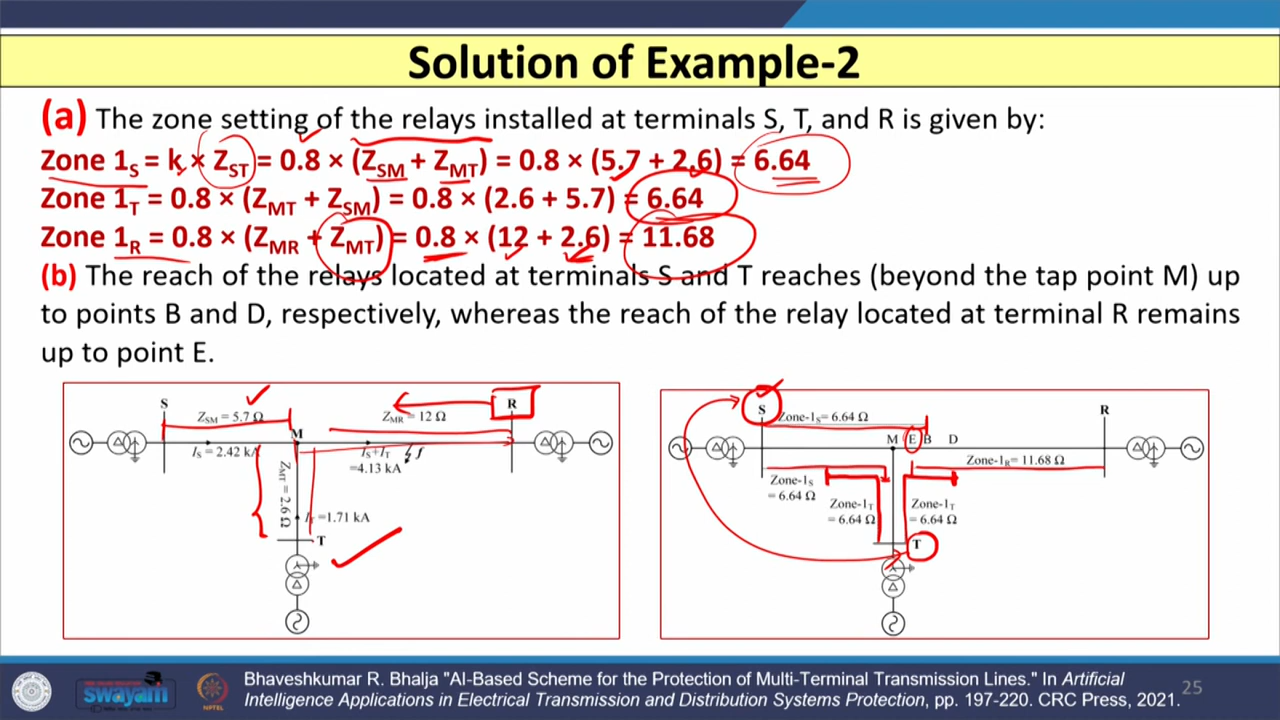 Solution of Example-2
(a) The zone setting of the relays installed at terminals S, T, and R is given by:
Zone 1S = k × ZST = 0.8 × (ZSM + ZMT) = 0.8 × (5.7 + 2.6) = 6.64
Zone 1T = 0.8 × (ZMT + ZSM) = 0.8 × (2.6 + 5.7) = 6.64
Zone 1R = 0.8 × (ZMR + ZMT) = 0.8 × (12 + 2.6) = 11.68
(b) The reach of the relays located at terminals S and T reaches (beyond the tap point M) up
to points B and D, respectively, whereas the reach of the relay located at terminal R remains
up to point E.
S
ZSM = 5.7 Ω
ZMR = 12 Ω
R
M
IS = 2.42 kA
IS+IT
=4.13 kA
f
ZMT = 2.6 Ω
=1.71 kA
T
S
Zone-1S= 6.64 Ω
R
M E B D
Zone-1R= 11.68 Ω
Zone-1S
= 6.64 Ω
Zone-1T
= 6.64 Ω
Zone-1T
= 6.64 Ω
T
swayam
NPTEL
Bhaveshkumar R. Bhalja "AI-Based Scheme for the Protection of Multi-Terminal Transmission Lines." In Artificial
Intelligence Applications in Electrical Transmission and Distribution Systems Protection, pp. 197-220. CRC Press, 2021.
25